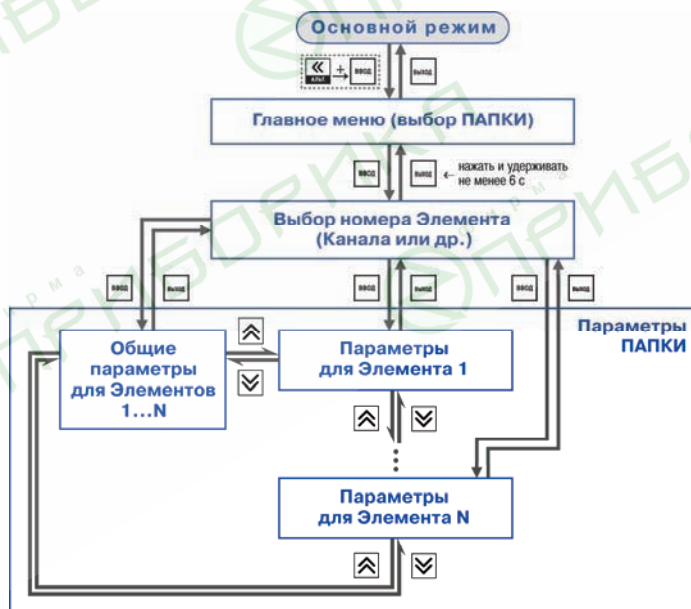 Основной режим
«
АЛЬТ.
+
ВВОД
ВЫХОД
Главное меню (выбор ПАПКИ)
ВВОД
ВЫХОД
нажать и удерживать
не менее 6 с
Выбор номера Элемента
(Канала или др.)
ВВОД
ВЫХОД
ВВОД
ВЫХОД
ВВОД
ВЫХОД
Параметры
ПАПКИ
Общие
параметры
для Элементов
1...N
Параметры
для Элемента 1
Параметры
для Элемента N
фирма
ПРИБОРИКА